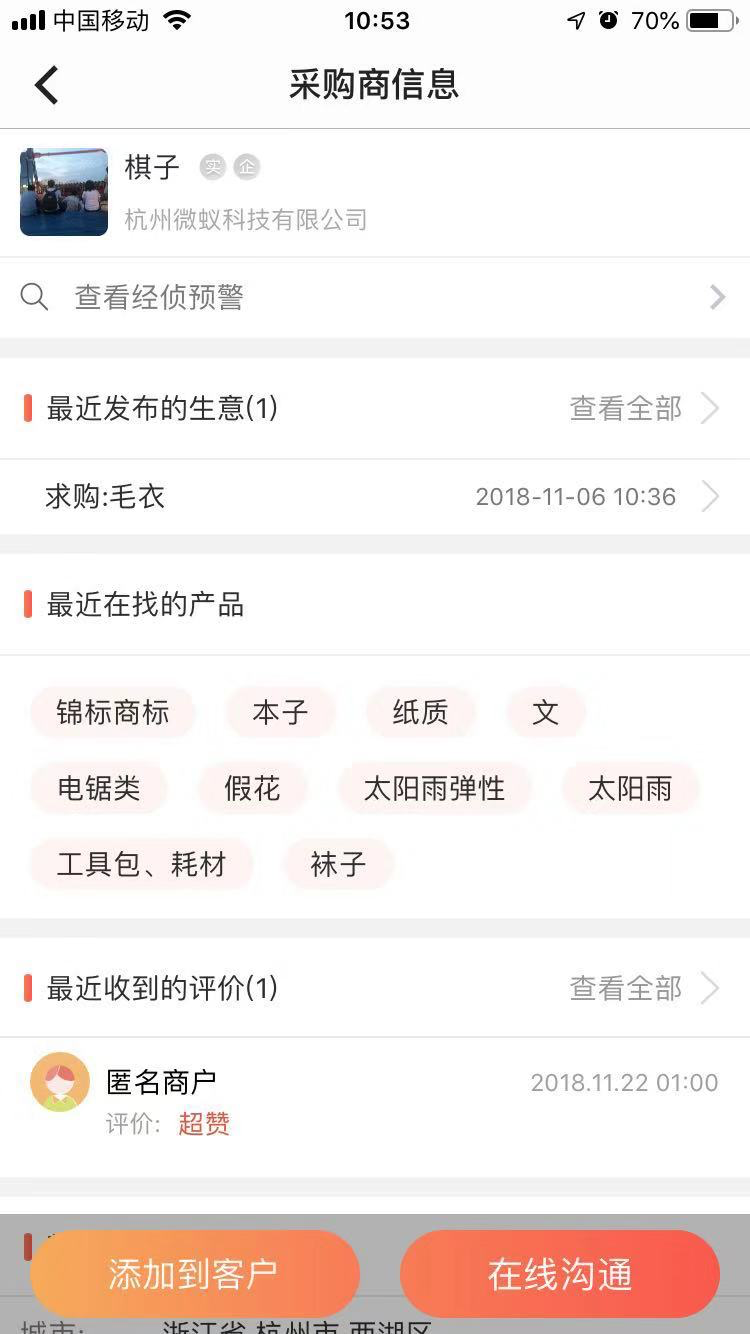 中国移动 10:53 70%
采购商信息
棋子 实 企
杭州微蚁科技有限公司
查看经侦预警
最近发布的生意(1) 查看全部
求购:毛衣 2018-11-06 10:36
最近在找的产品
锦标商标 本子 纸质 文
电锯类 假花 太阳雨弹性 太阳雨
工具包、耗材 袜子
最近收到的评价(1) 查看全部
匿名商户 2018.11.22 01:00
评价: 超赞
添加到客户 在线沟通
城市: 浙江省 杭州市 西湖区